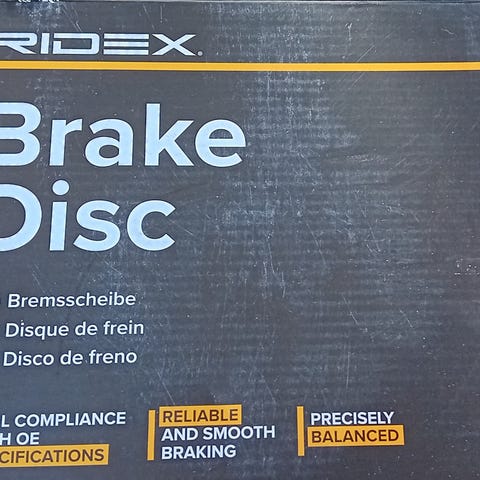 RIDEX
Brake
Disc
Bremsscheibe
Disque de frein
Disco de freno
L COMPLIANCE
H OE
CIFICATIONS
RELIABLE
AND SMOOTH
BRAKING
PRECISELY
BALANCED